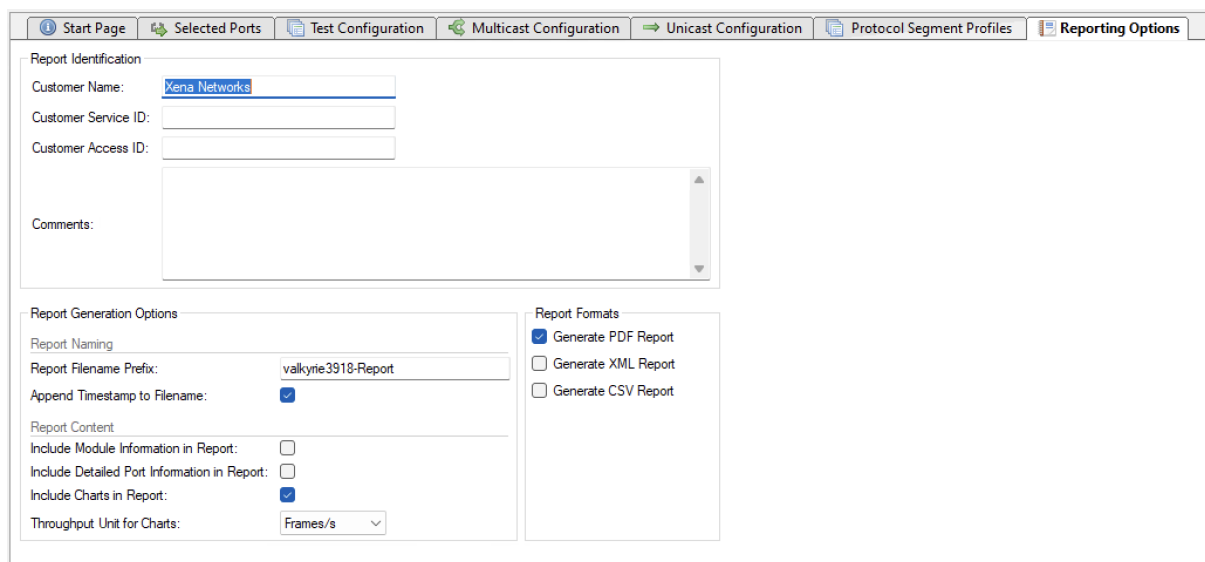 Start Page Selected Ports Test Configuration Multicast Configuration Unicast Configuration Protocol Segment Profiles Reporting Options
Report Identification
Customer Name: Xena Networks
Customer Service ID:
Customer Access ID:
Comments:
Report Generation Options
Report Naming
Report Filename Prefix: valkyrie3918-Report
Append Timestamp to Filename:
Report Content
Include Module Information in Report:
Include Detailed Port Information in Report:
Include Charts in Report:
Throughput Unit for Charts: Frames/s
Report Formats
Generate PDF Report
Generate XML Report
Generate CSV Report